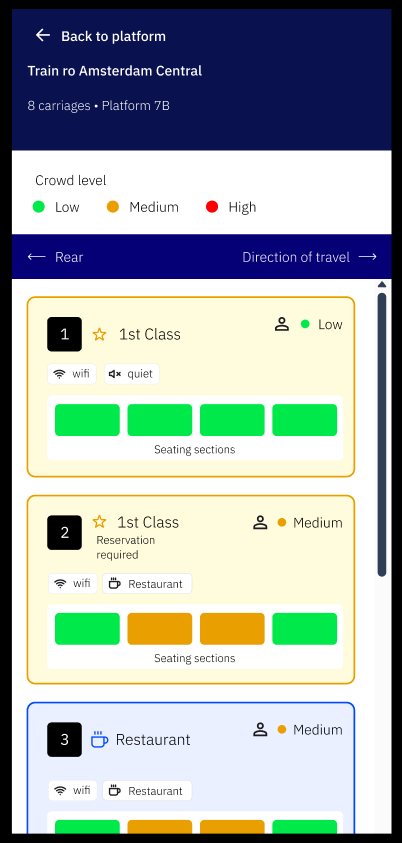 Back to platform
Train ro Amsterdam Central
8 carriages • Platform 7B
Crowd level
Low Medium High
Rear Direction of travel
1 1st Class Low
wifi quiet
Seating sections
2 1st Class Medium
Reservation
required
wifi Restaurant
Seating sections
3 Restaurant Medium
wifi Restaurant